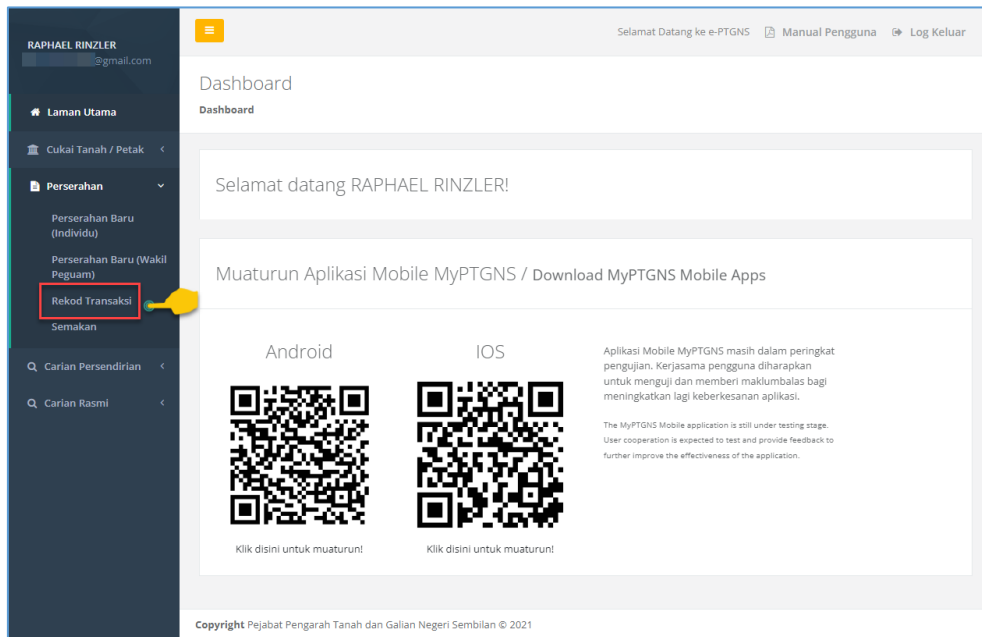 RAPHAEL RINZLER
@gmail.com
Laman Utama
Cukai Tanah / Petak
Perserahan
Perserahan Baru
(Individu)
Perserahan Baru (Wakil
Peguam)
Rekod Transaksi
Semakan
Carian Persendirian
Carian Rasmi
Selamat Datang ke e-PTGNS Manual Pengguna Log Keluar
Dashboard
Dashboard
Selamat datang RAPHAEL RINZLER!
Muaturun Aplikasi Mobile MyPTGNS / Download MyPTGNS Mobile Apps
Android
Klik disini untuk muaturun!
IOS
Klik disini untuk muaturun!
Aplikasi Mobile MyPTGNS masih dalam peringkat
pengujian. Kerjasama pengguna diharapkan
untuk menguji dan memberi maklumbalas bagi
meningkatkan lagi keberkesanan aplikasi.
The MyPTGNS Mobile application is still under testing stage.
User cooperation is expected to test and provide feedback to
further improve the effectiveness of the application.
Copyright Pejabat Pengarah Tanah dan Galian Negeri Sembilan © 2021